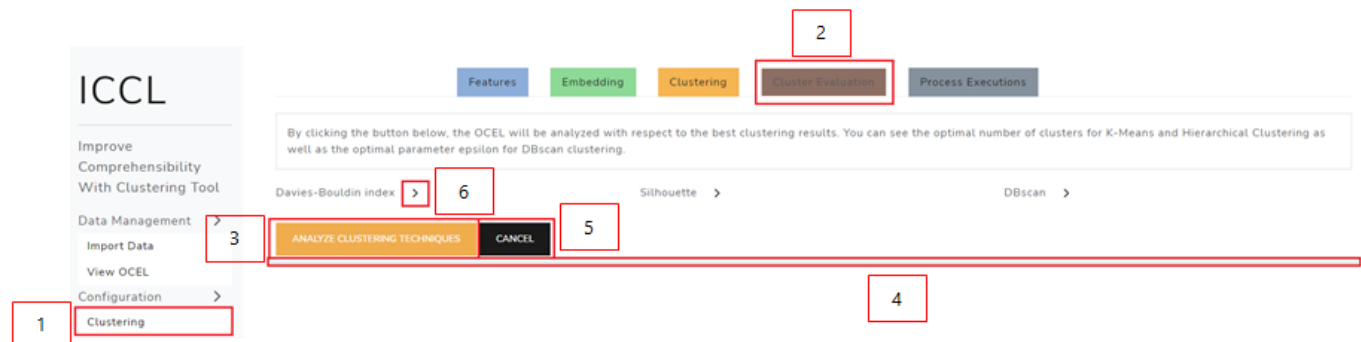 2
ICCL
Features
Embedding
Clustering
Cluster Evaluation
Process Executions
By clicking the button below, the OCEL will be analyzed with respect to the best clustering results. You can see the optimal number of clusters for K-Means and Hierarchical Clustering as
well as the optimal parameter epsilon for DBscan clustering.
Improve
Comprehensibility
With Clustering Tool
Davies-Bouldin index
6
Silhouette
DBscan
Data Management
Import Data
View OCEL
3
ANALYZE CLUSTERING TECHNIQUES
CANCEL
5
Configuration
4
1
Clustering